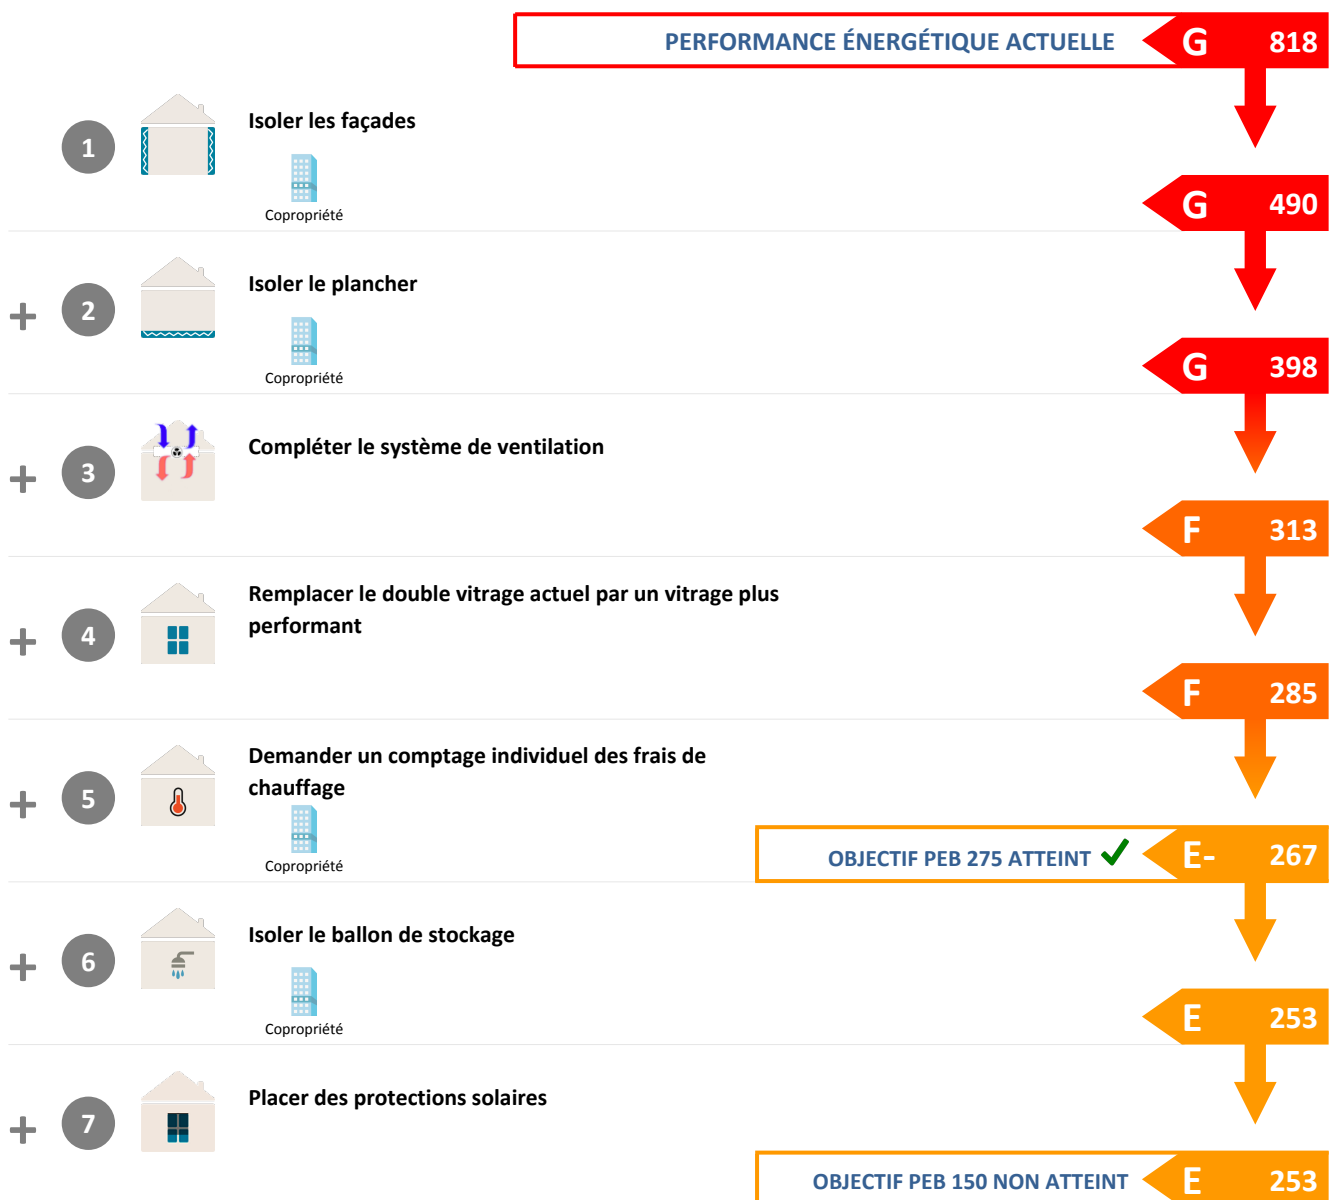 PERFORMANCE ÉNERGÉTIQUE ACTUELLE G 818
1 Isoler les façades
Copropriété
G 490
+ 2 Isoler le plancher
Copropriété
G 398
+ 3 Compléter le système de ventilation
F 313
+ 4 Remplacer le double vitrage actuel par un vitrage plus
performant
F 285
+ 5 Demander un comptage individuel des frais de
chauffage
Copropriété
OBJECTIF PEB 275 ATTEINT ✓ E- 267
+ 6 Isoler le ballon de stockage
Copropriété
E 253
+ 7 Placer des protections solaires
OBJECTIF PEB 150 NON ATTEINT E 253